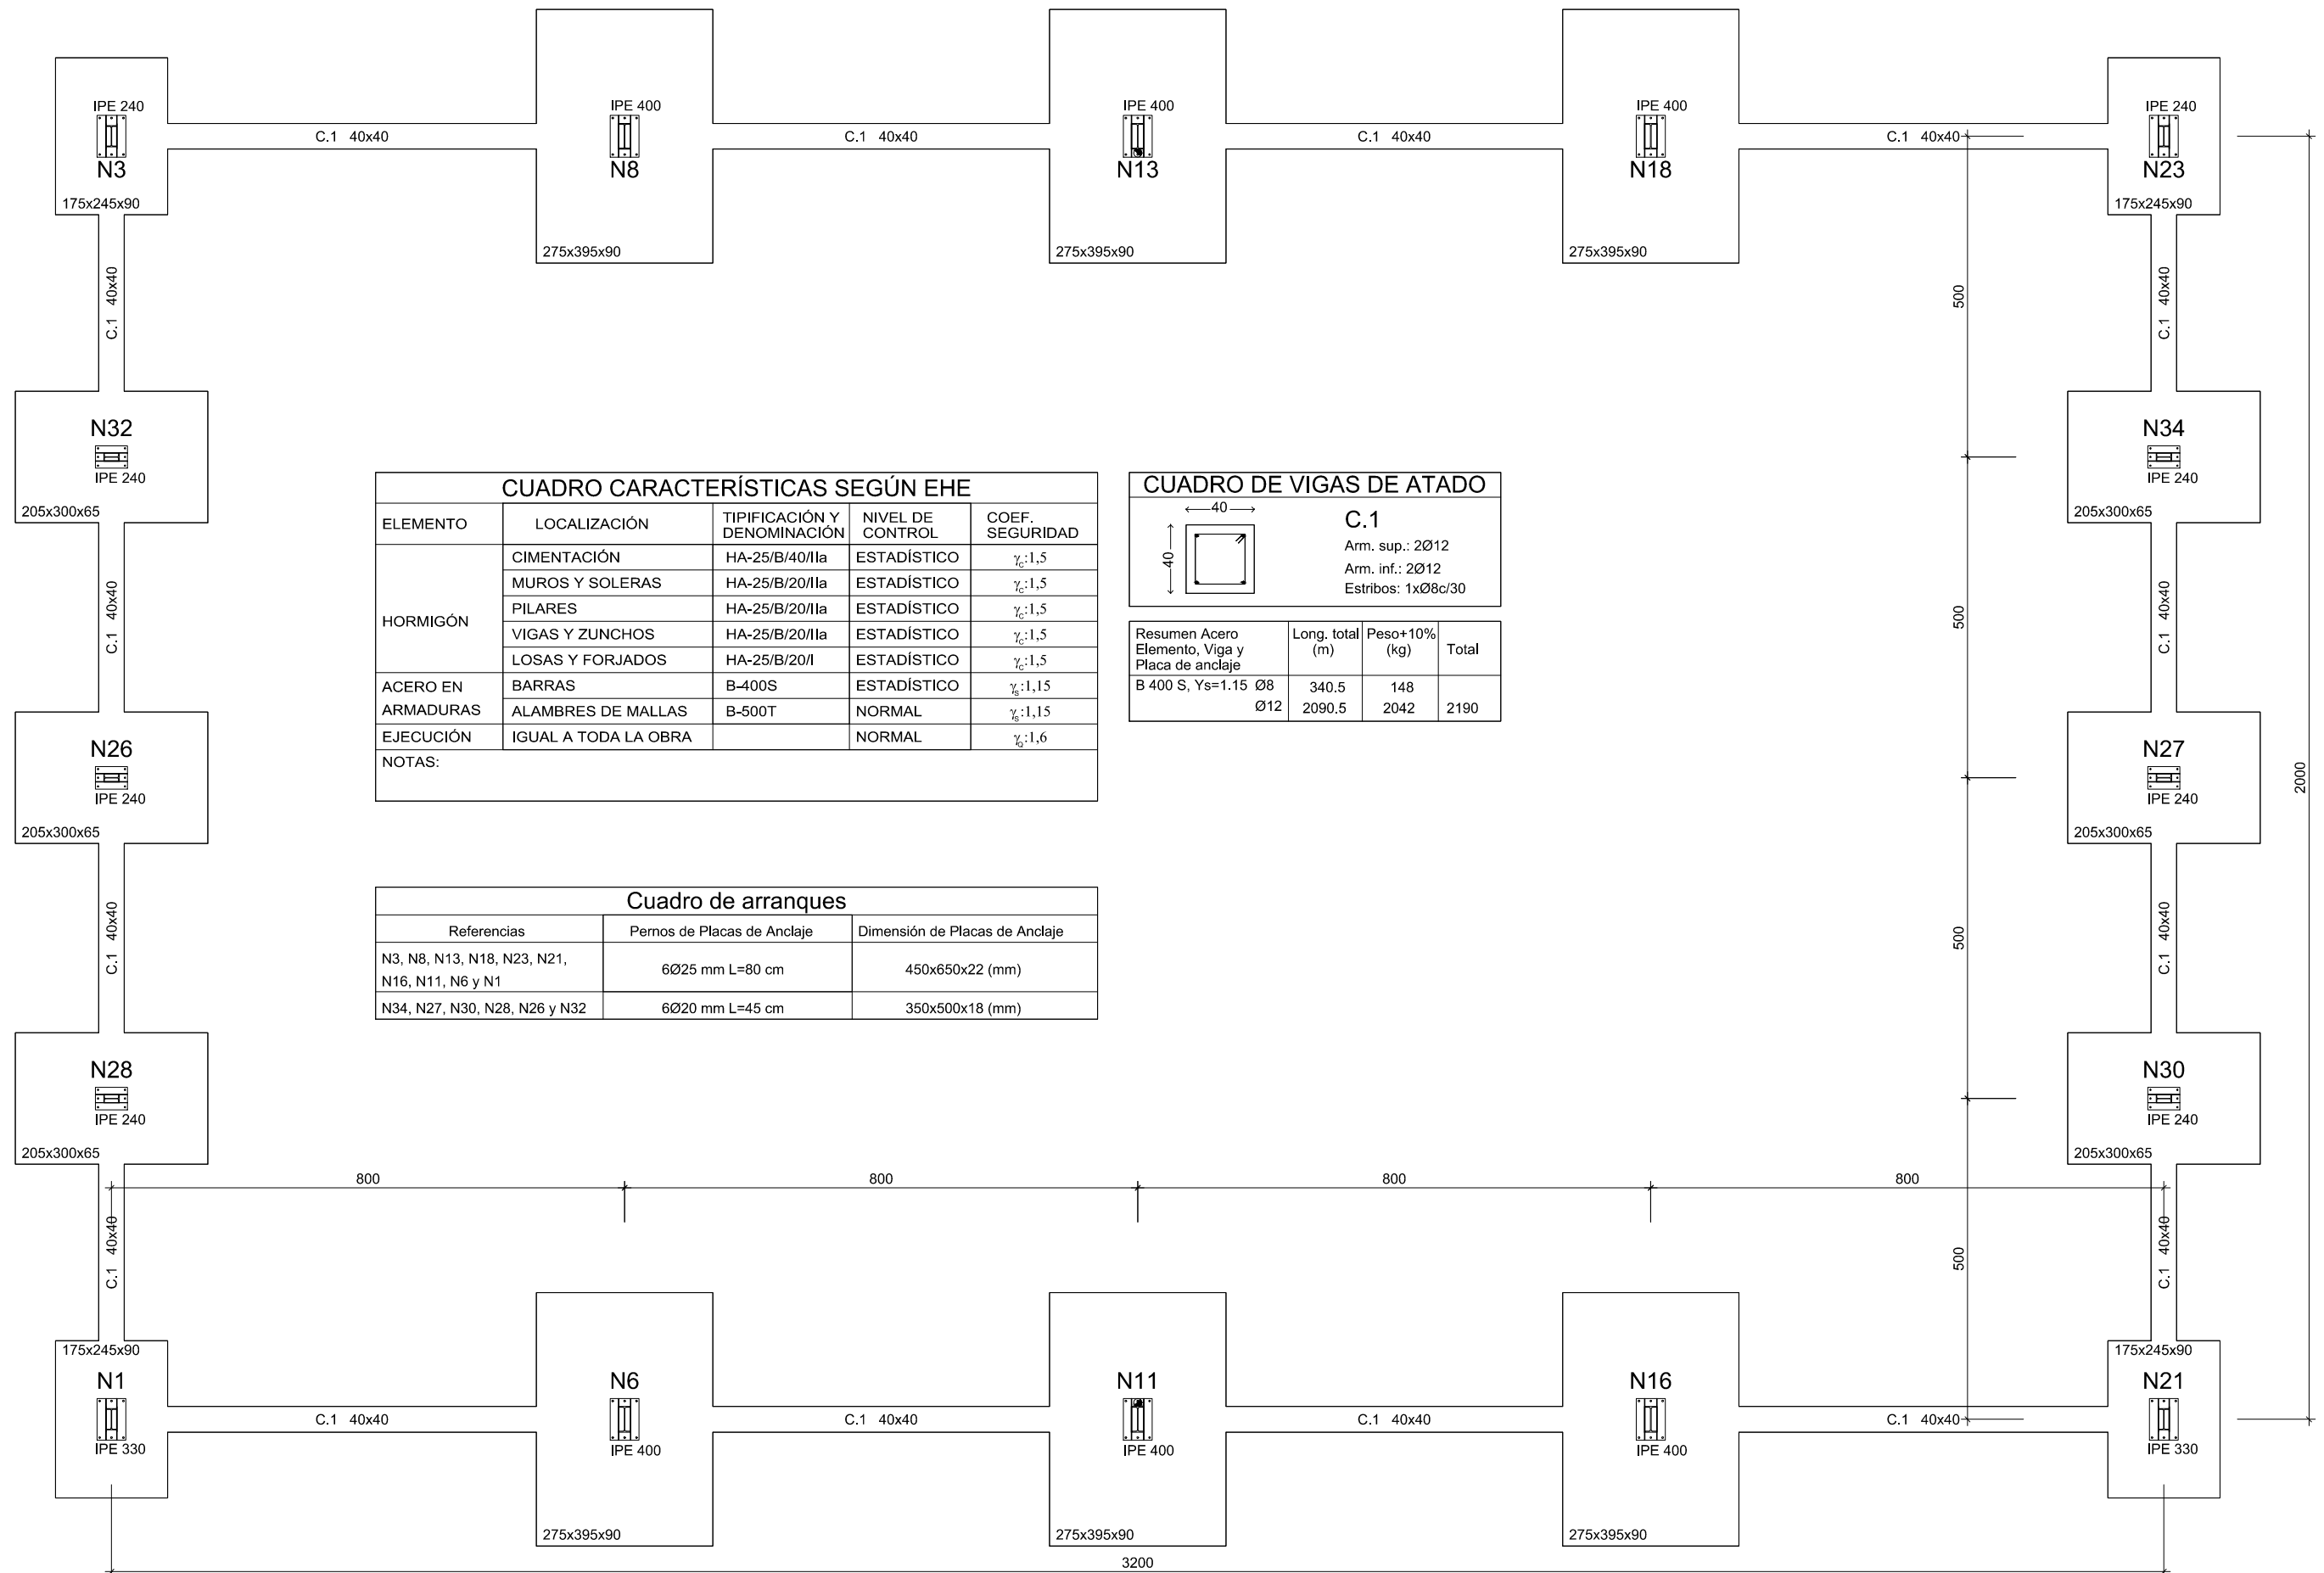 IPE 240
N3
175x245x90
C.1 40x40
IPE 400
N8
275x395x90
C.1 40x40
IPE 400
N13
275x395x90
C.1 40x40
IPE 400
N18
275x395x90
C.1 40x40
IPE 240
N23
175x245x90
C.1 40x40
500
C.1 40x40
N32
IPE 240
205x300x65
N34
IPE 240
205x300x65
CUADRO CARACTERÍSTICAS SEGÚN EHE
ELEMENTO LOCALIZACIÓN TIPIFICACIÓN Y DENOMINACIÓN NIVEL DE CONTROL COEF. SEGURIDAD
HORMIGÓN
CIMENTACIÓN HA-25/B/40/IIa ESTADÍSTICO γc:1,5
MUROS Y SOLERAS HA-25/B/20/IIa ESTADÍSTICO γc:1,5
PILARES HA-25/B/20/IIa ESTADÍSTICO γc:1,5
VIGAS Y ZUNCHOS HA-25/B/20/IIa ESTADÍSTICO γc:1,5
LOSAS Y FORJADOS HA-25/B/20/I ESTADÍSTICO γc:1,5
ACERO EN ARMADURAS
BARRAS B-400S ESTADÍSTICO γs:1,15
ALAMBRES DE MALLAS B-500T NORMAL γs:1,15
EJECUCIÓN IGUAL A TODA LA OBRA NORMAL γQ:1,6
NOTAS:
CUADRO DE VIGAS DE ATADO
40
40
C.1
Arm. sup.: 2Ø12
Arm. inf.: 2Ø12
Estribos: 1xØ8c/30
Resumen Acero
Elemento, Viga y
Placa de anclaje
Long. total
(m)
Peso+10%
(kg)
Total
B 400 S, Ys=1.15 Ø8 340.5 148
Ø12 2090.5 2042 2190
C.1 40x40
500
C.1 40x40
N26
IPE 240
205x300x65
N27
IPE 240
205x300x65
2000
Cuadro de arranques
Referencias Pernos de Placas de Anclaje Dimensión de Placas de Anclaje
N3, N8, N13, N18, N23, N21,
N16, N11, N6 y N1
6Ø25 mm L=80 cm 450x650x22 (mm)
N34, N27, N30, N28, N26 y N32 6Ø20 mm L=45 cm 350x500x18 (mm)
C.1 40x40
500
C.1 40x40
N28
IPE 240
205x300x65
N30
IPE 240
205x300x65
800
800
800
800
C.1 40x40
500
C.1 40x40
175x245x90
N1
IPE 330
C.1 40x40
N6
IPE 400
275x395x90
C.1 40x40
N11
IPE 400
275x395x90
C.1 40x40
N16
IPE 400
275x395x90
C.1 40x40
175x245x90
N21
IPE 330
3200